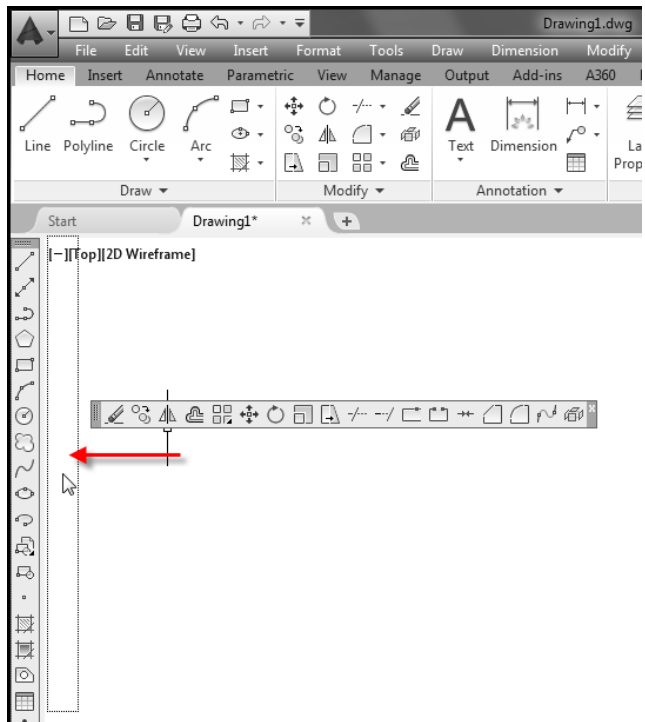 Drawing1.dwg
File Edit View Insert Format Tools Draw Dimension Modify
Home Insert Annotate Parametric View Manage Output Add-ins A360
Line Polyline Circle Arc Text Dimension La
Prop
Draw Modify Annotation
Start Drawing1*
[−][Top][2D Wireframe]